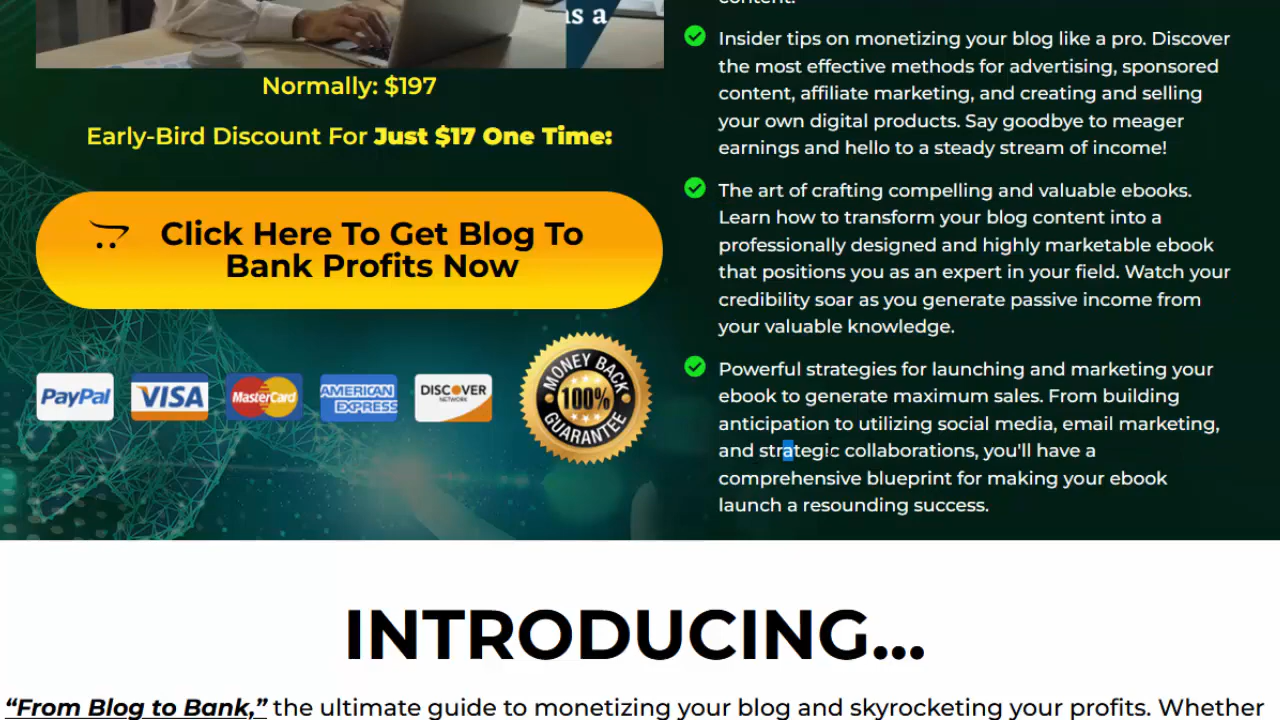 as a
Normally: $197
Early-Bird Discount For Just $17 One Time:
Click Here To Get Blog To
Bank Profits Now
PayPal
VISA
MasterCard
AMERICAN
EXPRESS
DISCOVER
NETWORK
MONEY BACK
100%
GUARANTEE
content.
Insider tips on monetizing your blog like a pro. Discover
the most effective methods for advertising, sponsored
content, affiliate marketing, and creating and selling
your own digital products. Say goodbye to meager
earnings and hello to a steady stream of income!
The art of crafting compelling and valuable ebooks.
Learn how to transform your blog content into a
professionally designed and highly marketable ebook
that positions you as an expert in your field. Watch your
credibility soar as you generate passive income from
your valuable knowledge.
Powerful strategies for launching and marketing your
ebook to generate maximum sales. From building
anticipation to utilizing social media, email marketing,
and strategic collaborations, you'll have a
comprehensive blueprint for making your ebook
launch a resounding success.
INTRODUCING...
“From Blog to Bank,” the ultimate guide to monetizing your blog and skyrocketing your profits. Whether